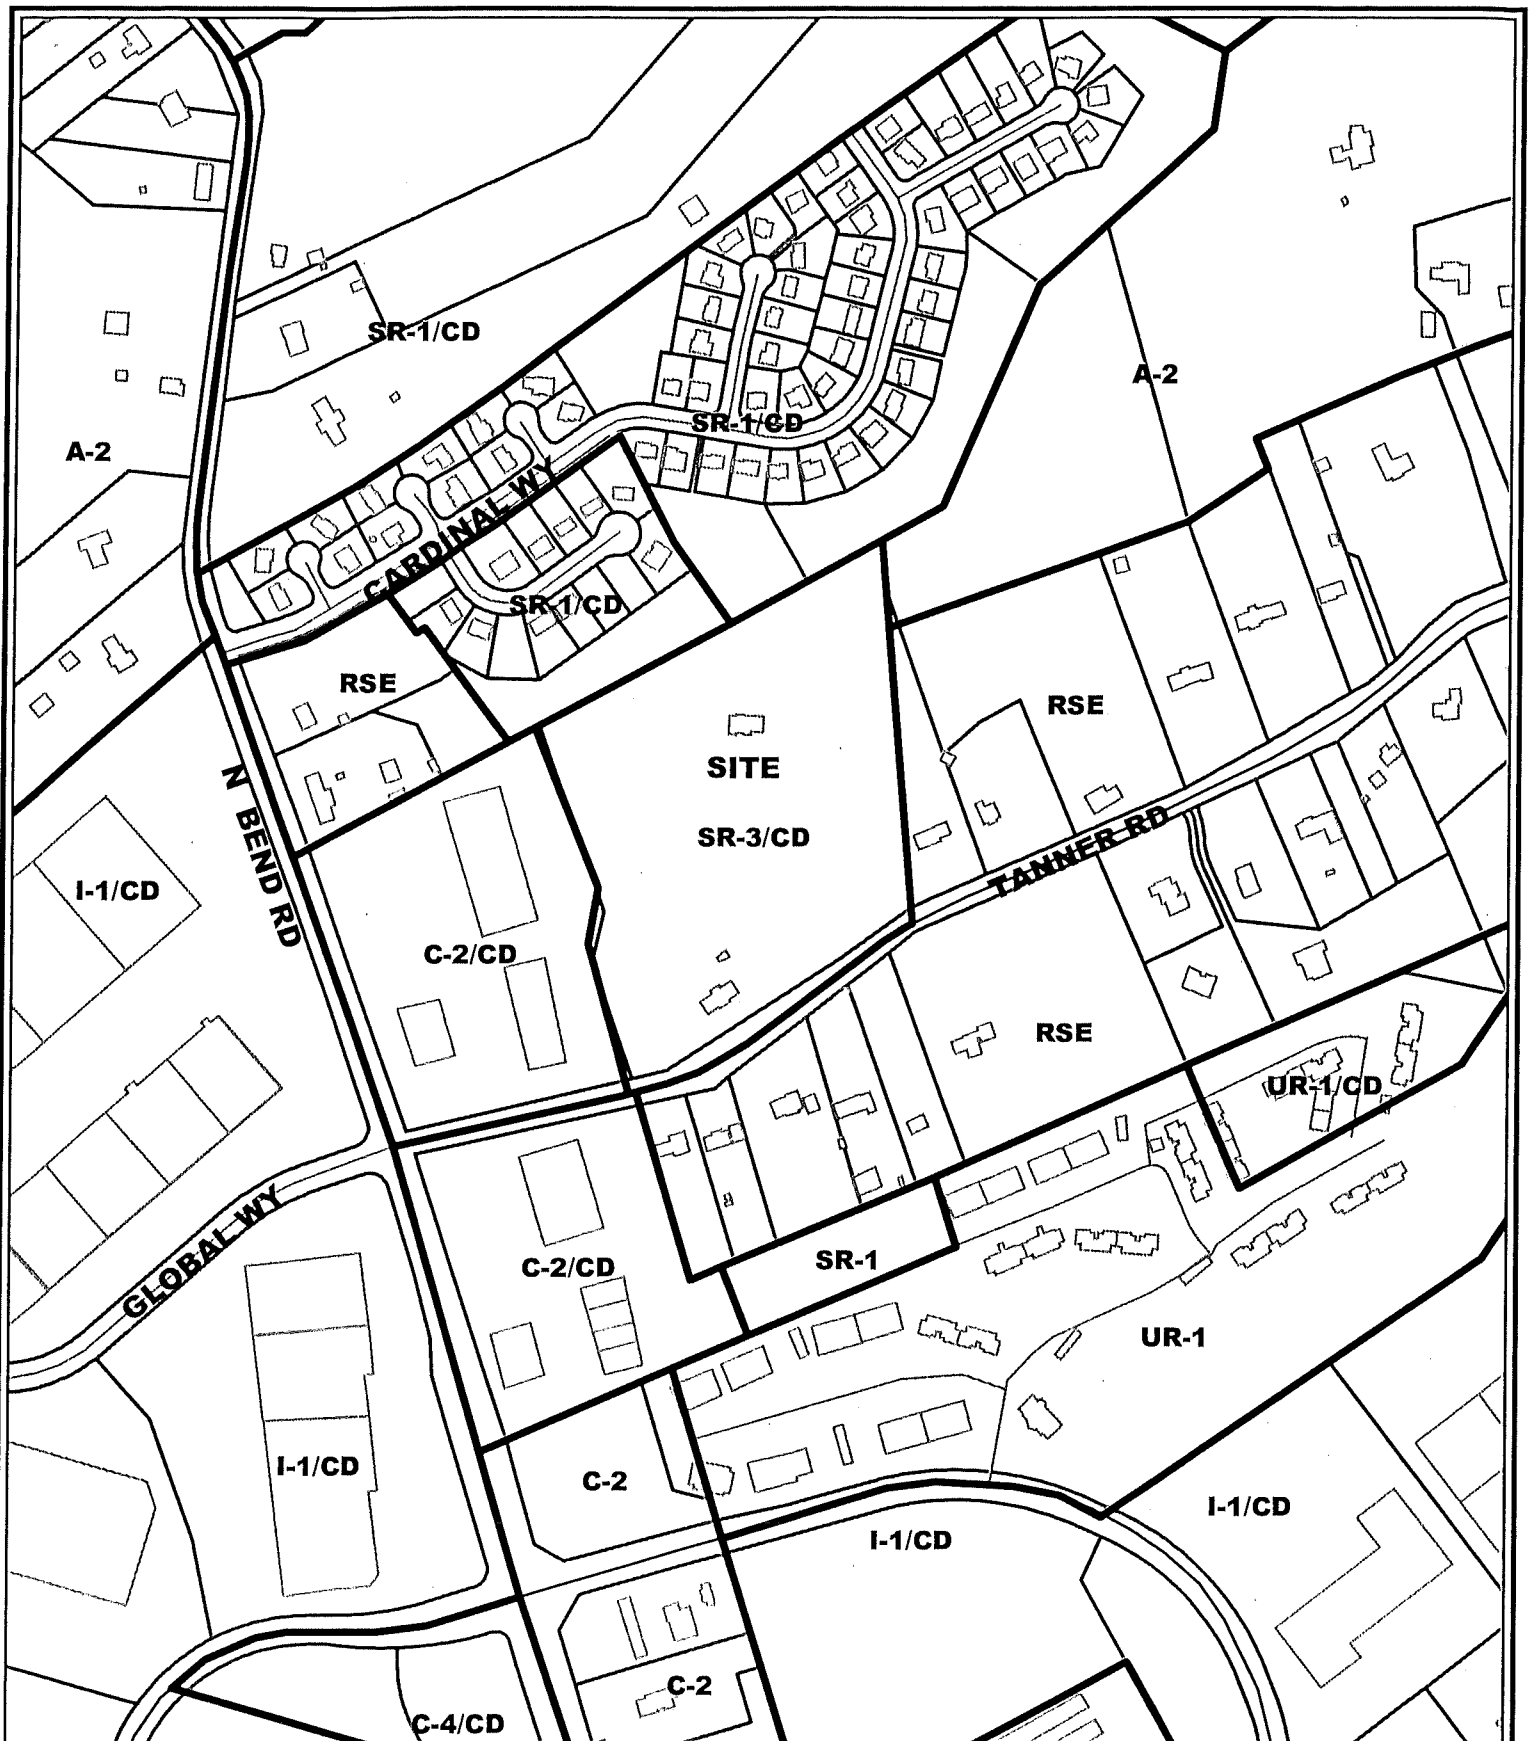 SR-1/CD
A-2
SR-1/CD
A-2
CARDINAL WY
SR-1/CD
RSE
RSE
SITE
SR-3/CD
N BEND RD
TANNER RD
I-1/CD
C-2/CD
RSE
UR-1/CD
GLOBAL WY
C-2/CD
SR-1
UR-1
I-1/CD
C-2
I-1/CD
I-1/CD
C-2
C-4/CD